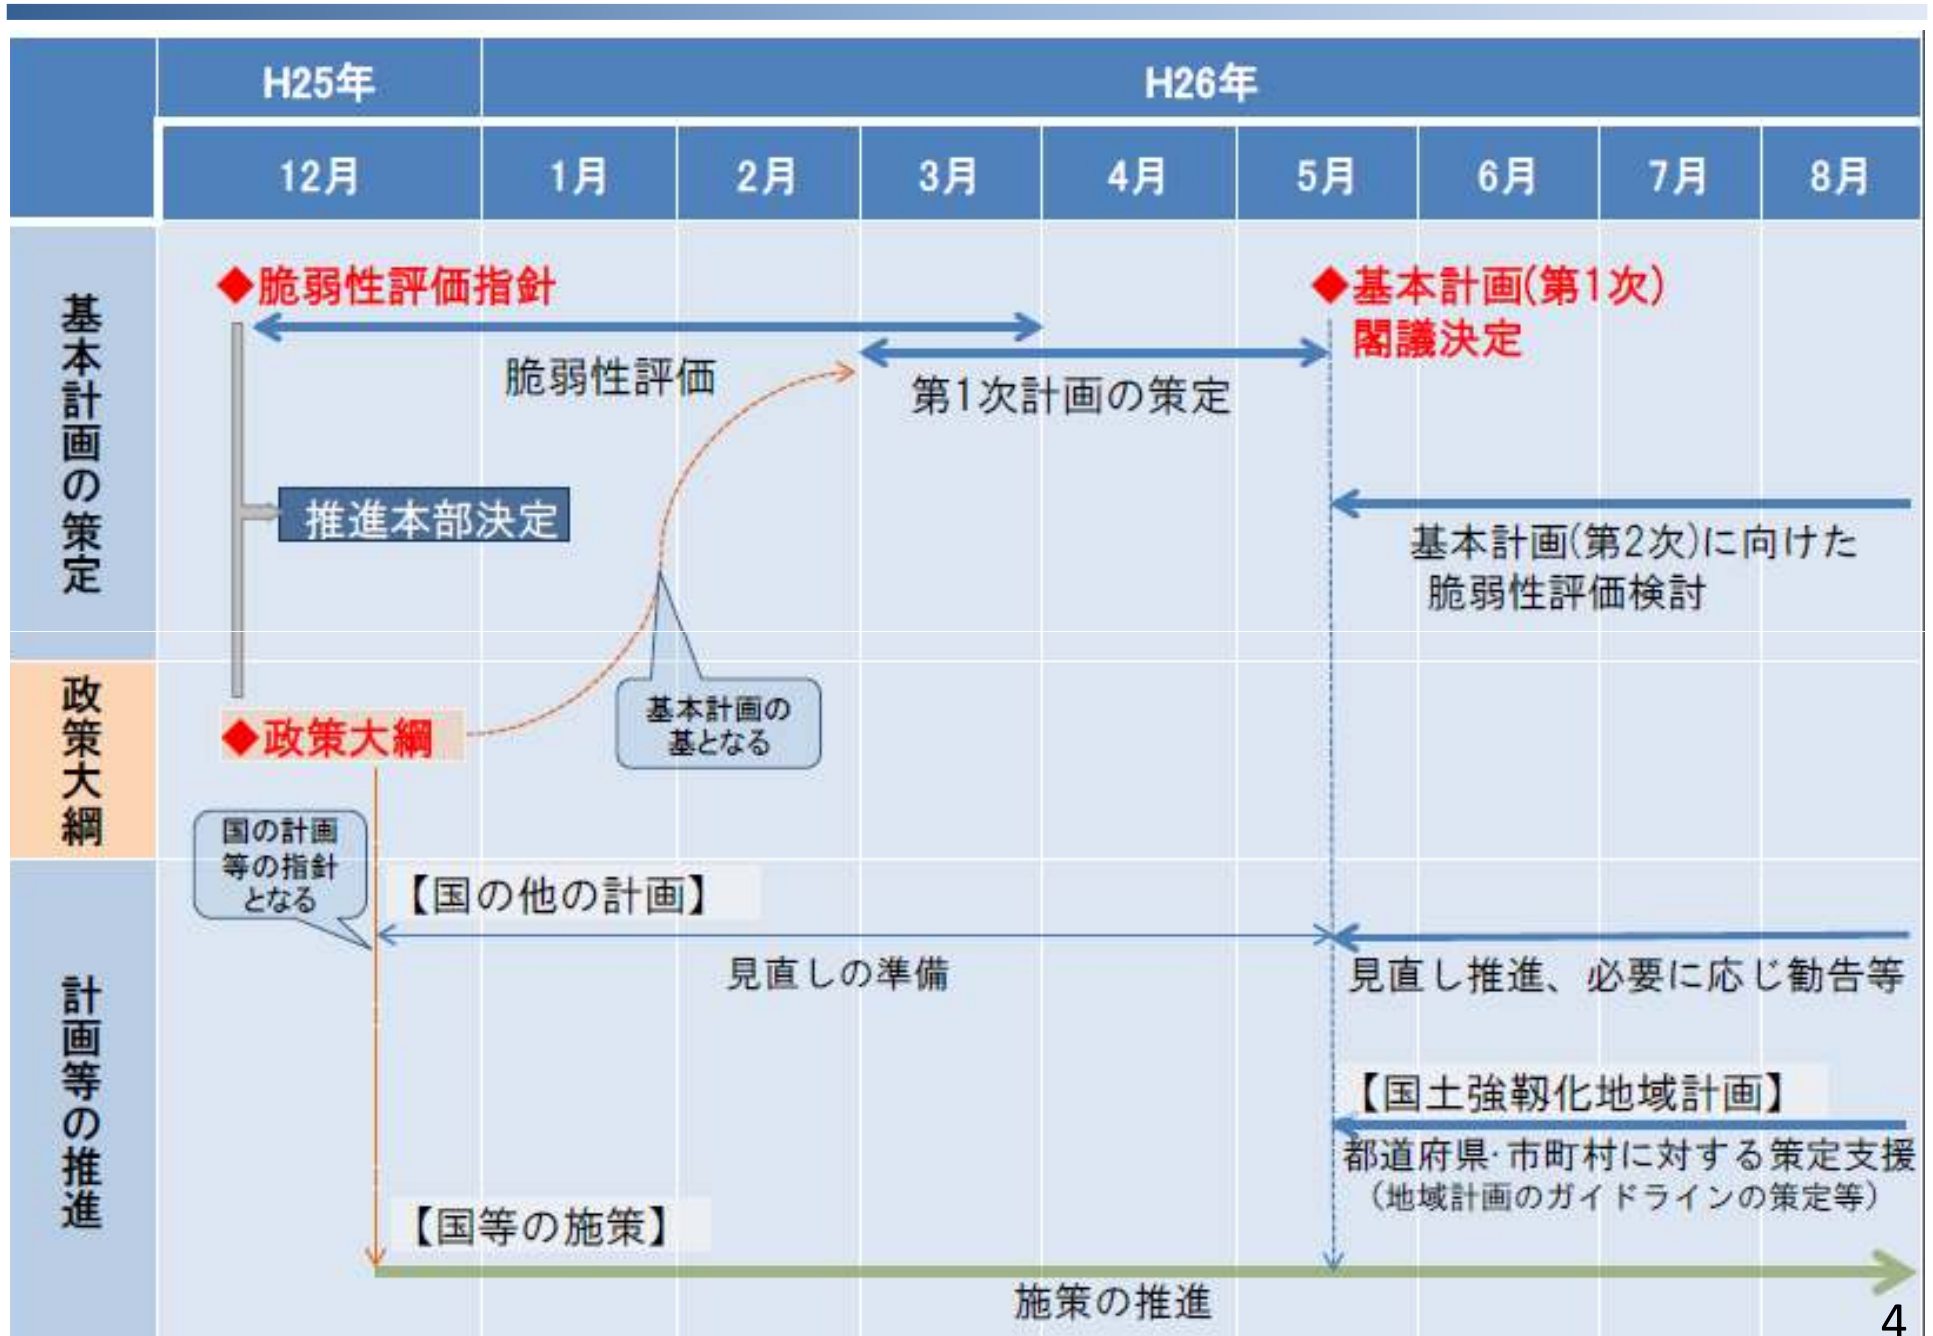 H25年
H26年
12月
1月
2月
3月
4月
5月
6月
7月
8月
基本計画の策定
◆脆弱性評価指針
脆弱性評価
◆基本計画(第1次)
閣議決定
第1次計画の策定
推進本部決定
基本計画(第2次)に向けた
脆弱性評価検討
政策大綱
◆政策大綱
基本計画の
基となる
国の計画
等の指針
となる
計画等の推進
【国の他の計画】
見直しの準備
見直し推進、必要に応じ勧告等
【国土強靱化地域計画】
都道府県・市町村に対する策定支援
（地域計画のガイドラインの策定等）
【国等の施策】
施策の推進
4